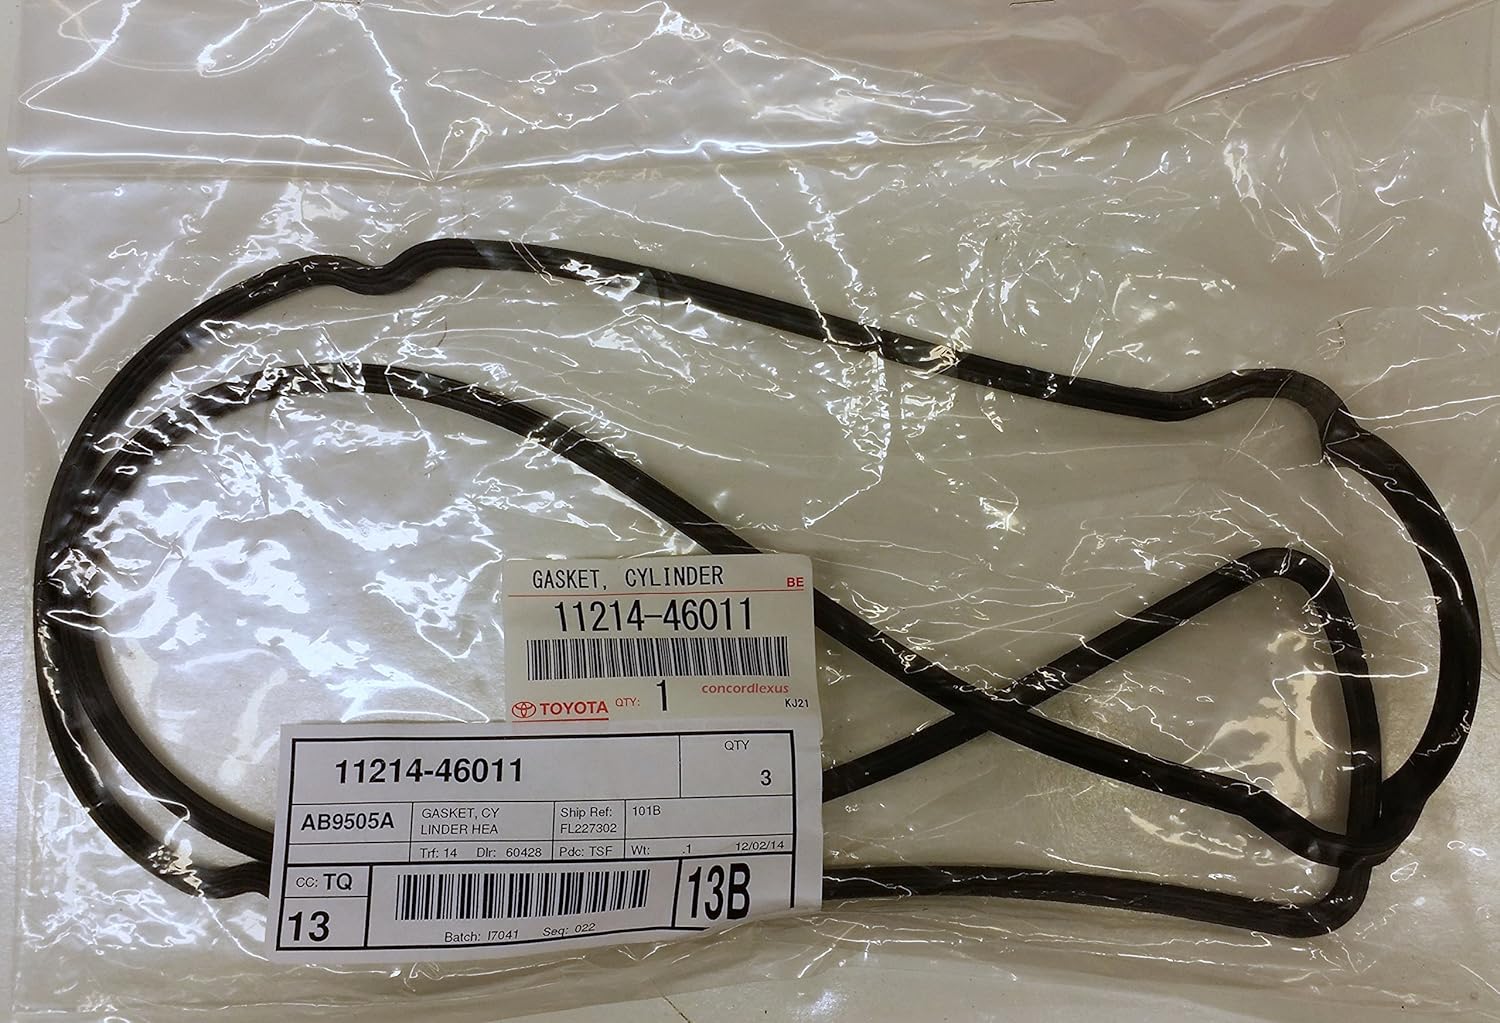 GASKET, CYLINDER
BE
11214-46011
concordlexus
TOYOTA QTY: 1
KJ21
11214-46011
QTY
3
AB9505A
GASKET, CY
LINDER HEA
Ship Ref:
FL227302
101B
Trf: 14 Dlr: 60428 Pdc: TSF Wt: .1 12/02/14
CC: TQ
13
13B
Batch: I7041 Seq: 022